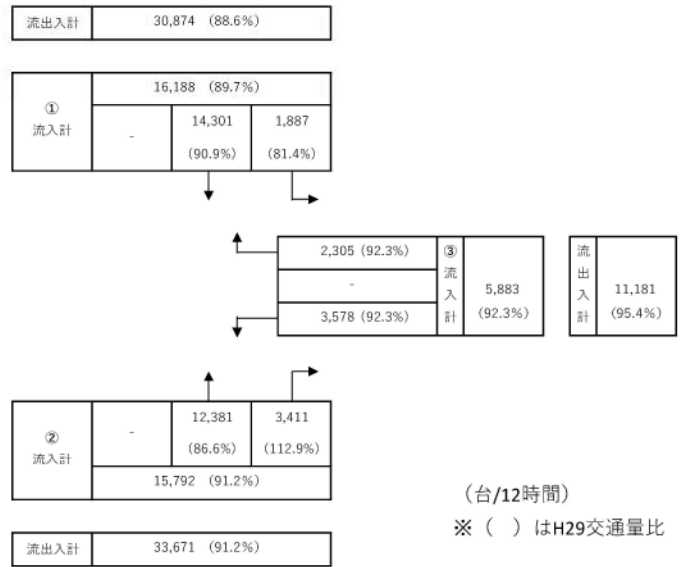 流出入計 30,874 (88.6%)
16,188 (89.7%)
①
流入計
-
14,301
(90.9%)
1,887
(81.4%)
2,305 (92.3%)
-
3,578 (92.3%)
③
流
入
計
5,883
(92.3%)
流
出
入
計
11,181
(95.4%)
②
流入計
-
12,381
(86.6%)
3,411
(112.9%)
15,792 (91.2%)
(台/12時間)
※ ( ) はH29交通量比
流出入計 33,671 (91.2%)